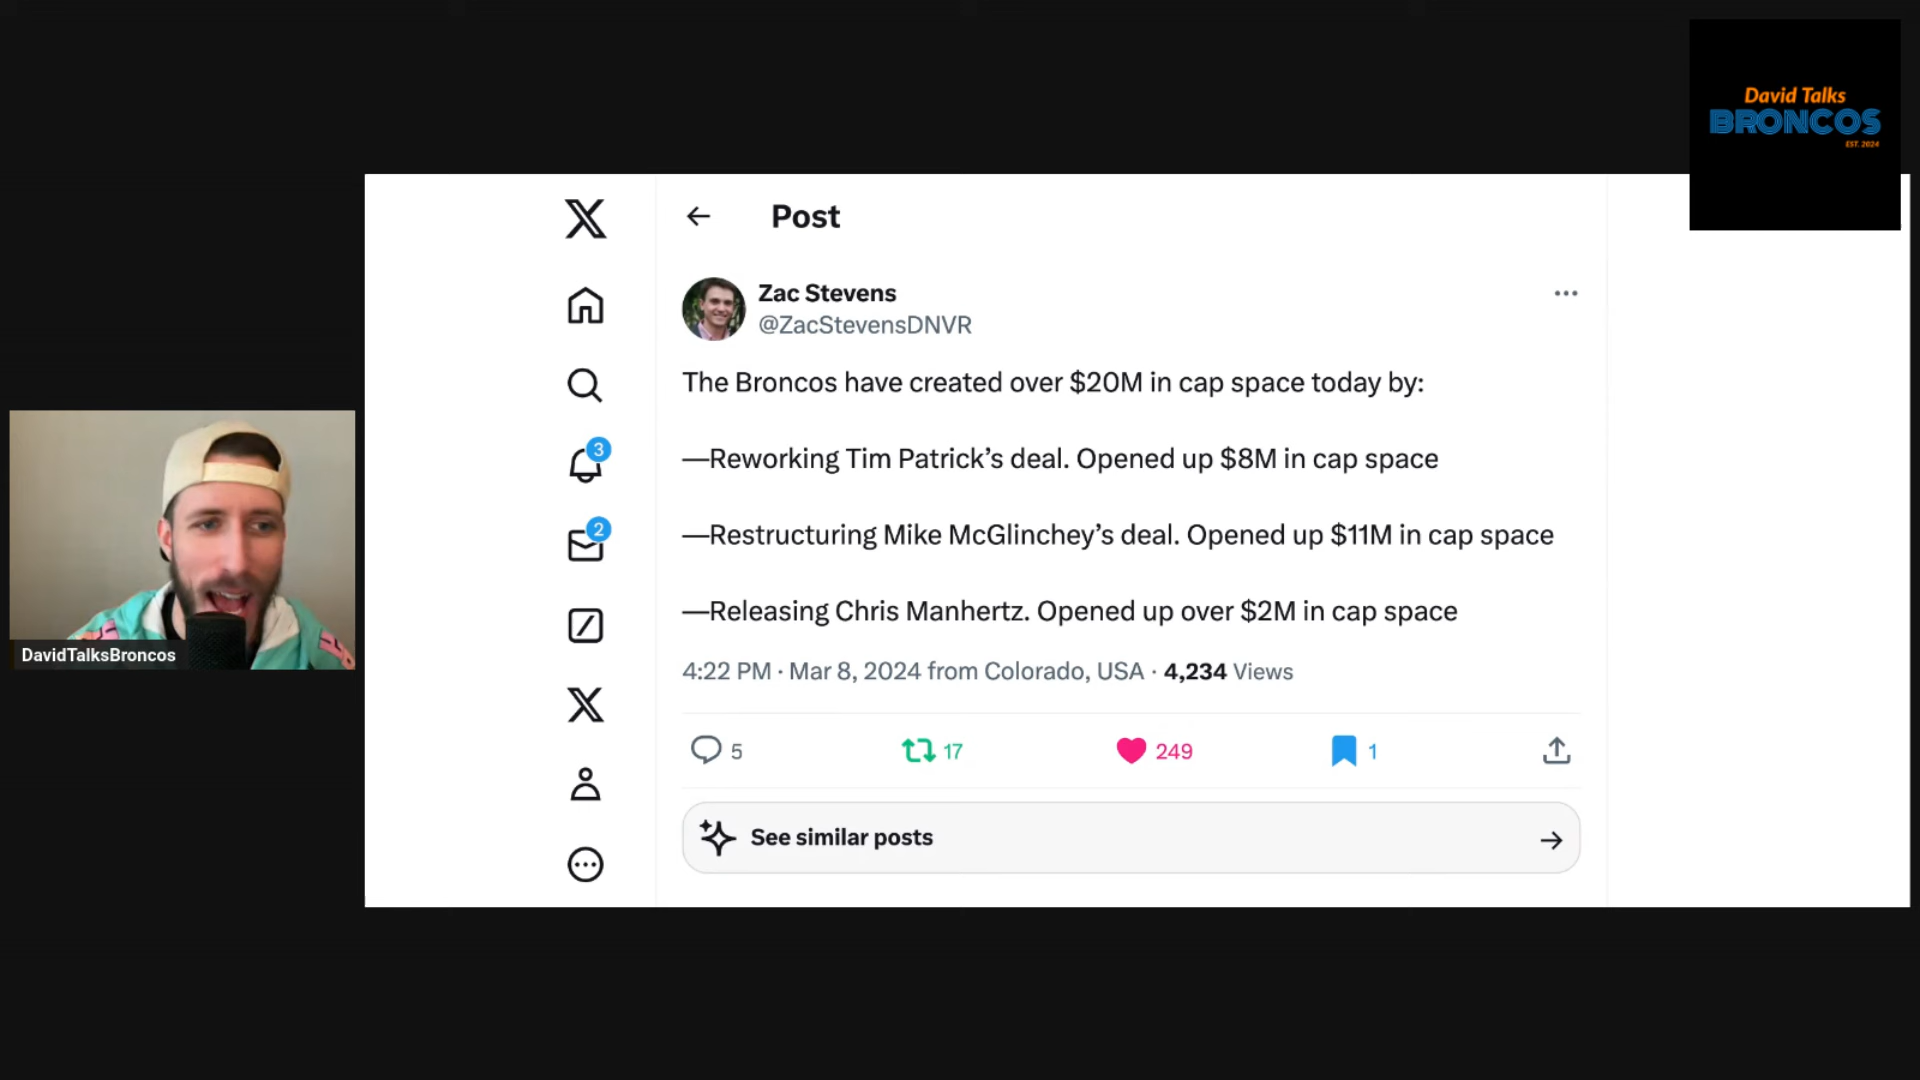 David Talks
BRONCOS
EST. 2024
Post
Zac Stevens
@ZacStevensDNVR
The Broncos have created over $20M in cap space today by:
—Reworking Tim Patrick’s deal. Opened up $8M in cap space
3
—Restructuring Mike McGlinchey’s deal. Opened up $11M in cap space
2
—Releasing Chris Manhertz. Opened up over $2M in cap space
DavidTalksBroncos
4:22 PM · Mar 8, 2024 from Colorado, USA · 4,234 Views
5 17 249 1
See similar posts